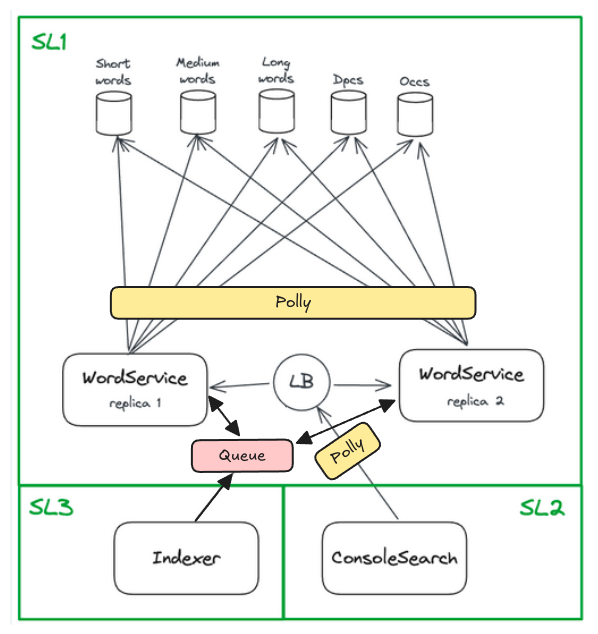 SL1
Short
words
Medium
words
Long
words
Dpcs
Occs
Polly
WordService
replica 1
LB
WordService
replica 2
Queue
Polly
SL3
Indexer
SL2
ConsoleSearch